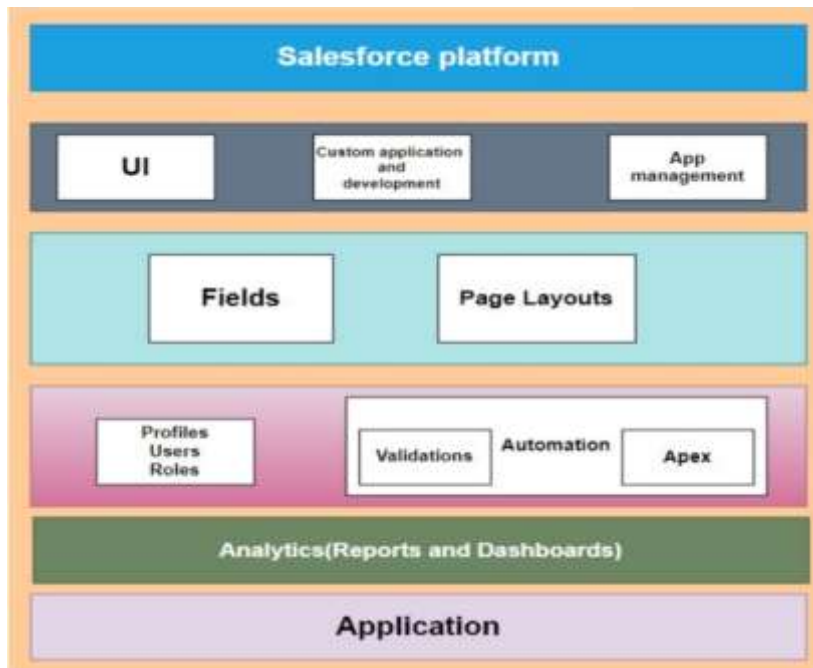 Salesforce platform
UI
Custom application
and
development
App
management
Fields
Page Layouts
Profiles
Users
Roles
Validations
Automation
Apex
Analytics(Reports and Dashboards)
Application